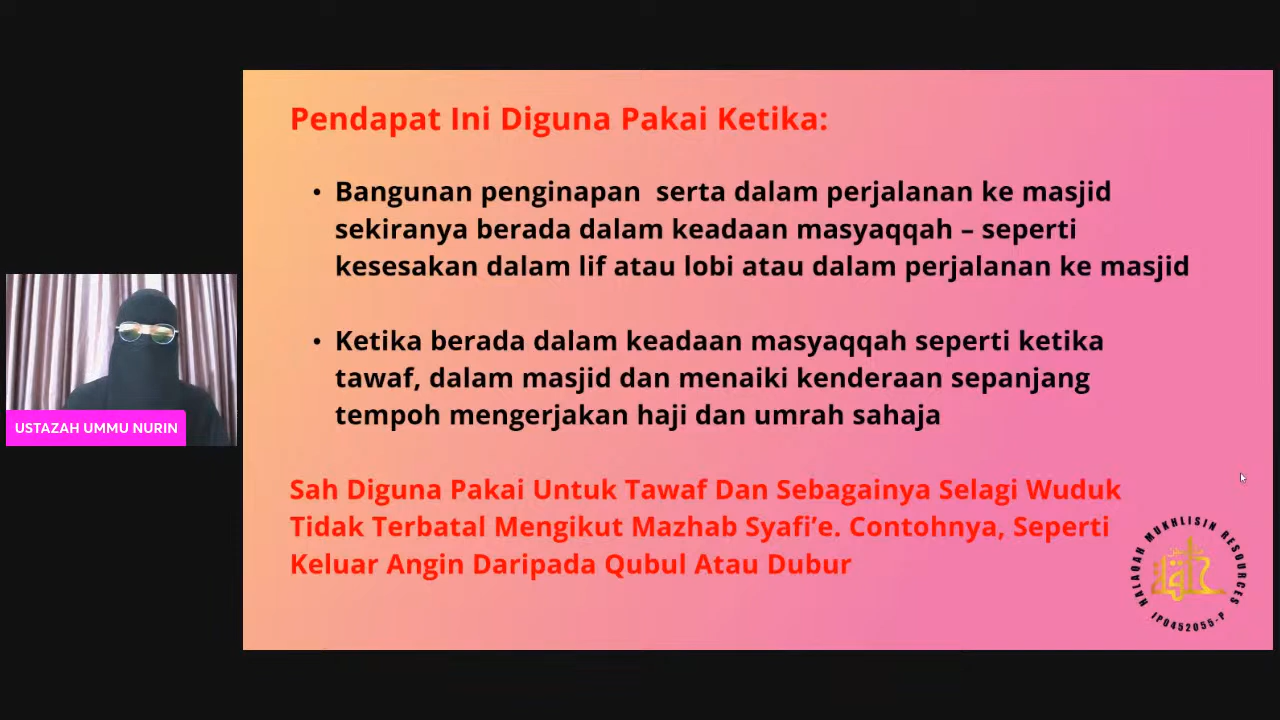 Pendapat Ini Diguna Pakai Ketika:
• Bangunan penginapan serta dalam perjalanan ke masjid
sekiranya berada dalam keadaan masyaqqah – seperti
kesesakan dalam lif atau lobi atau dalam perjalanan ke masjid
• Ketika berada dalam keadaan masyaqqah seperti ketika
tawaf, dalam masjid dan menaiki kenderaan sepanjang
tempoh mengerjakan haji dan umrah sahaja
USTAZAH UMMU NURIN
Sah Diguna Pakai Untuk Tawaf Dan Sebagainya Selagi Wuduk
Tidak Terbatal Mengikut Mazhab Syafi’e. Contohnya, Seperti
Keluar Angin Daripada Qubul Atau Dubur
HALAQAH MUKHLISIN RESOURCES
IP0452055-P